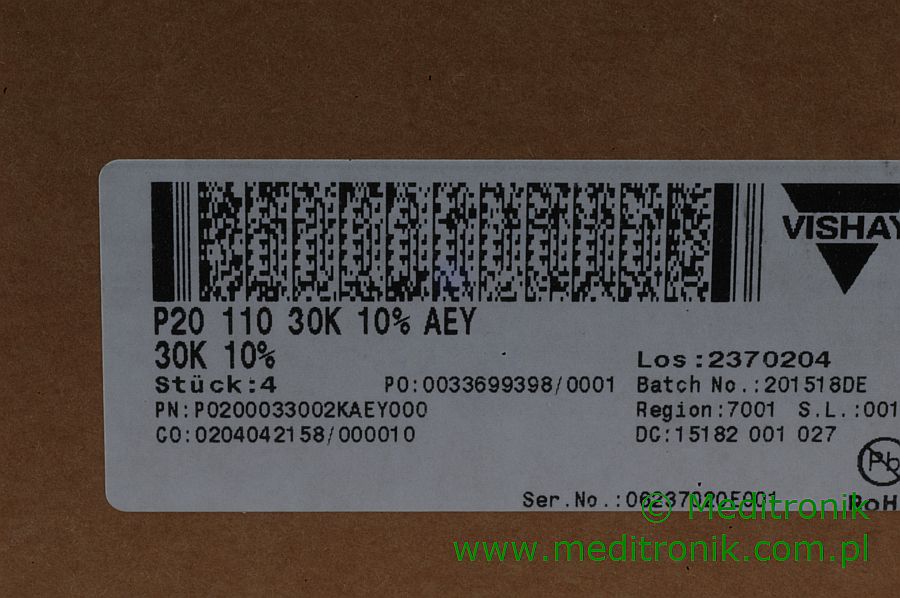 VISHAY
P20 110 30K 10% AEY
30K 10%
Los:2370204
Stück:4 PO:0033699398/0001 Batch No.:201518DE
PN:P0200033002KAEY000 Region:7001 S.L.:001
CO:0204042158/000010 DC:15182 001 027
Pb
Ser.No.: RoH
© Meditronik
www.meditronik.com.pl